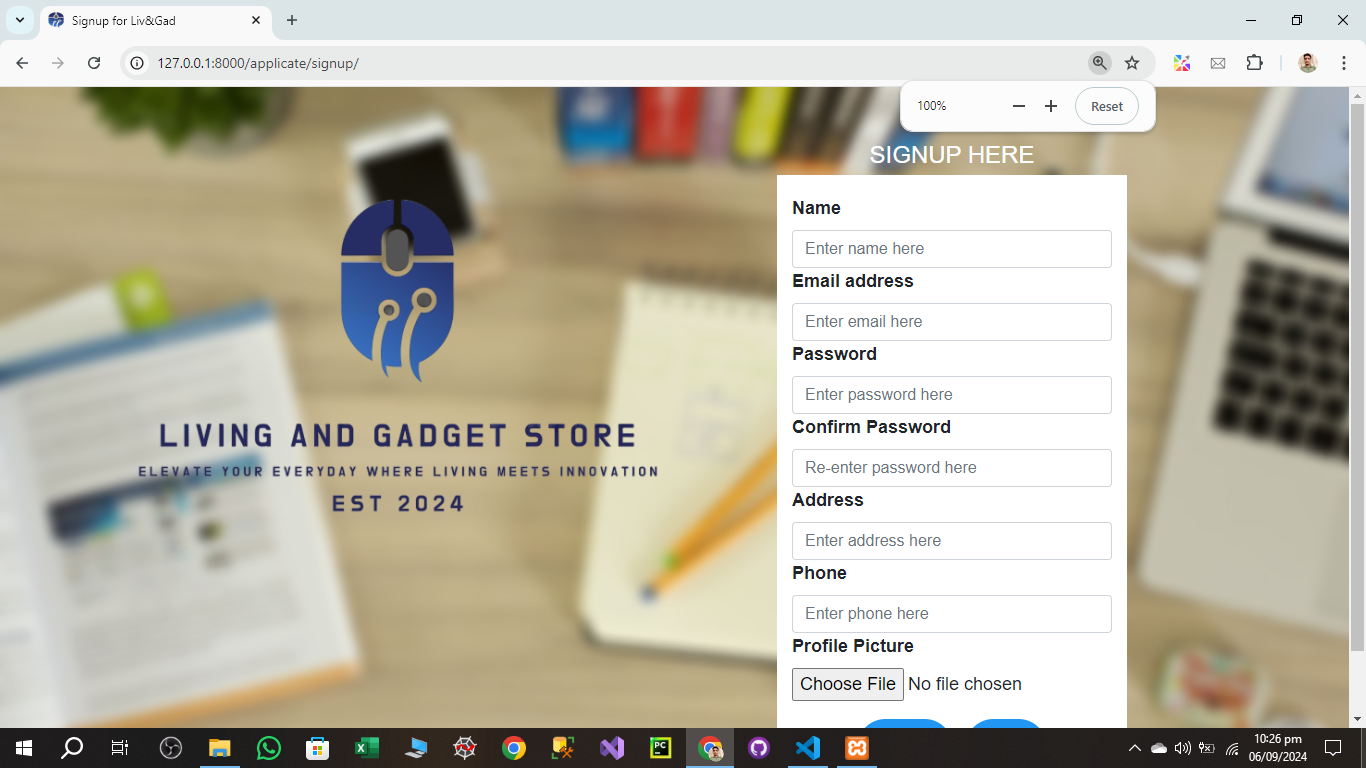 Signup for Liv&Gad
127.0.0.1:8000/applicate/signup/
100%
Reset
SIGNUP HERE
Name
Enter name here
Email address
Enter email here
Password
Enter password here
Confirm Password
Re-enter password here
Address
Enter address here
Phone
Enter phone here
Profile Picture
Choose File No file chosen
LIVING AND GADGET STORE
ELEVATE YOUR EVERYDAY WHERE LIVING MEETS INNOVATION
EST 2024
10:26 pm
06/09/2024